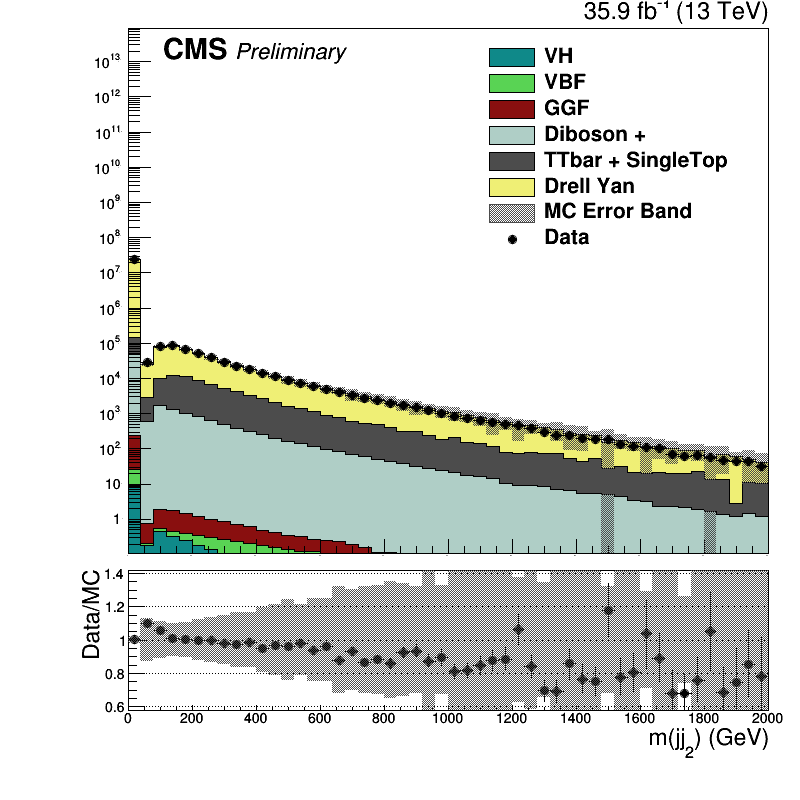 35.9 fb⁻¹ (13 TeV)
CMS Preliminary
VH
VBF
GGF
Diboson +
TTbar + SingleTop
Drell Yan
MC Error Band
Data
10¹³
10¹²
10¹¹
10¹⁰
10⁹
10⁸
10⁷
10⁶
10⁵
10⁴
10³
10²
10
1
Data/MC
1.4
1.2
1
0.8
0.6
0 200 400 600 800 1000 1200 1400 1600 1800 2000
m(jj₂) (GeV)